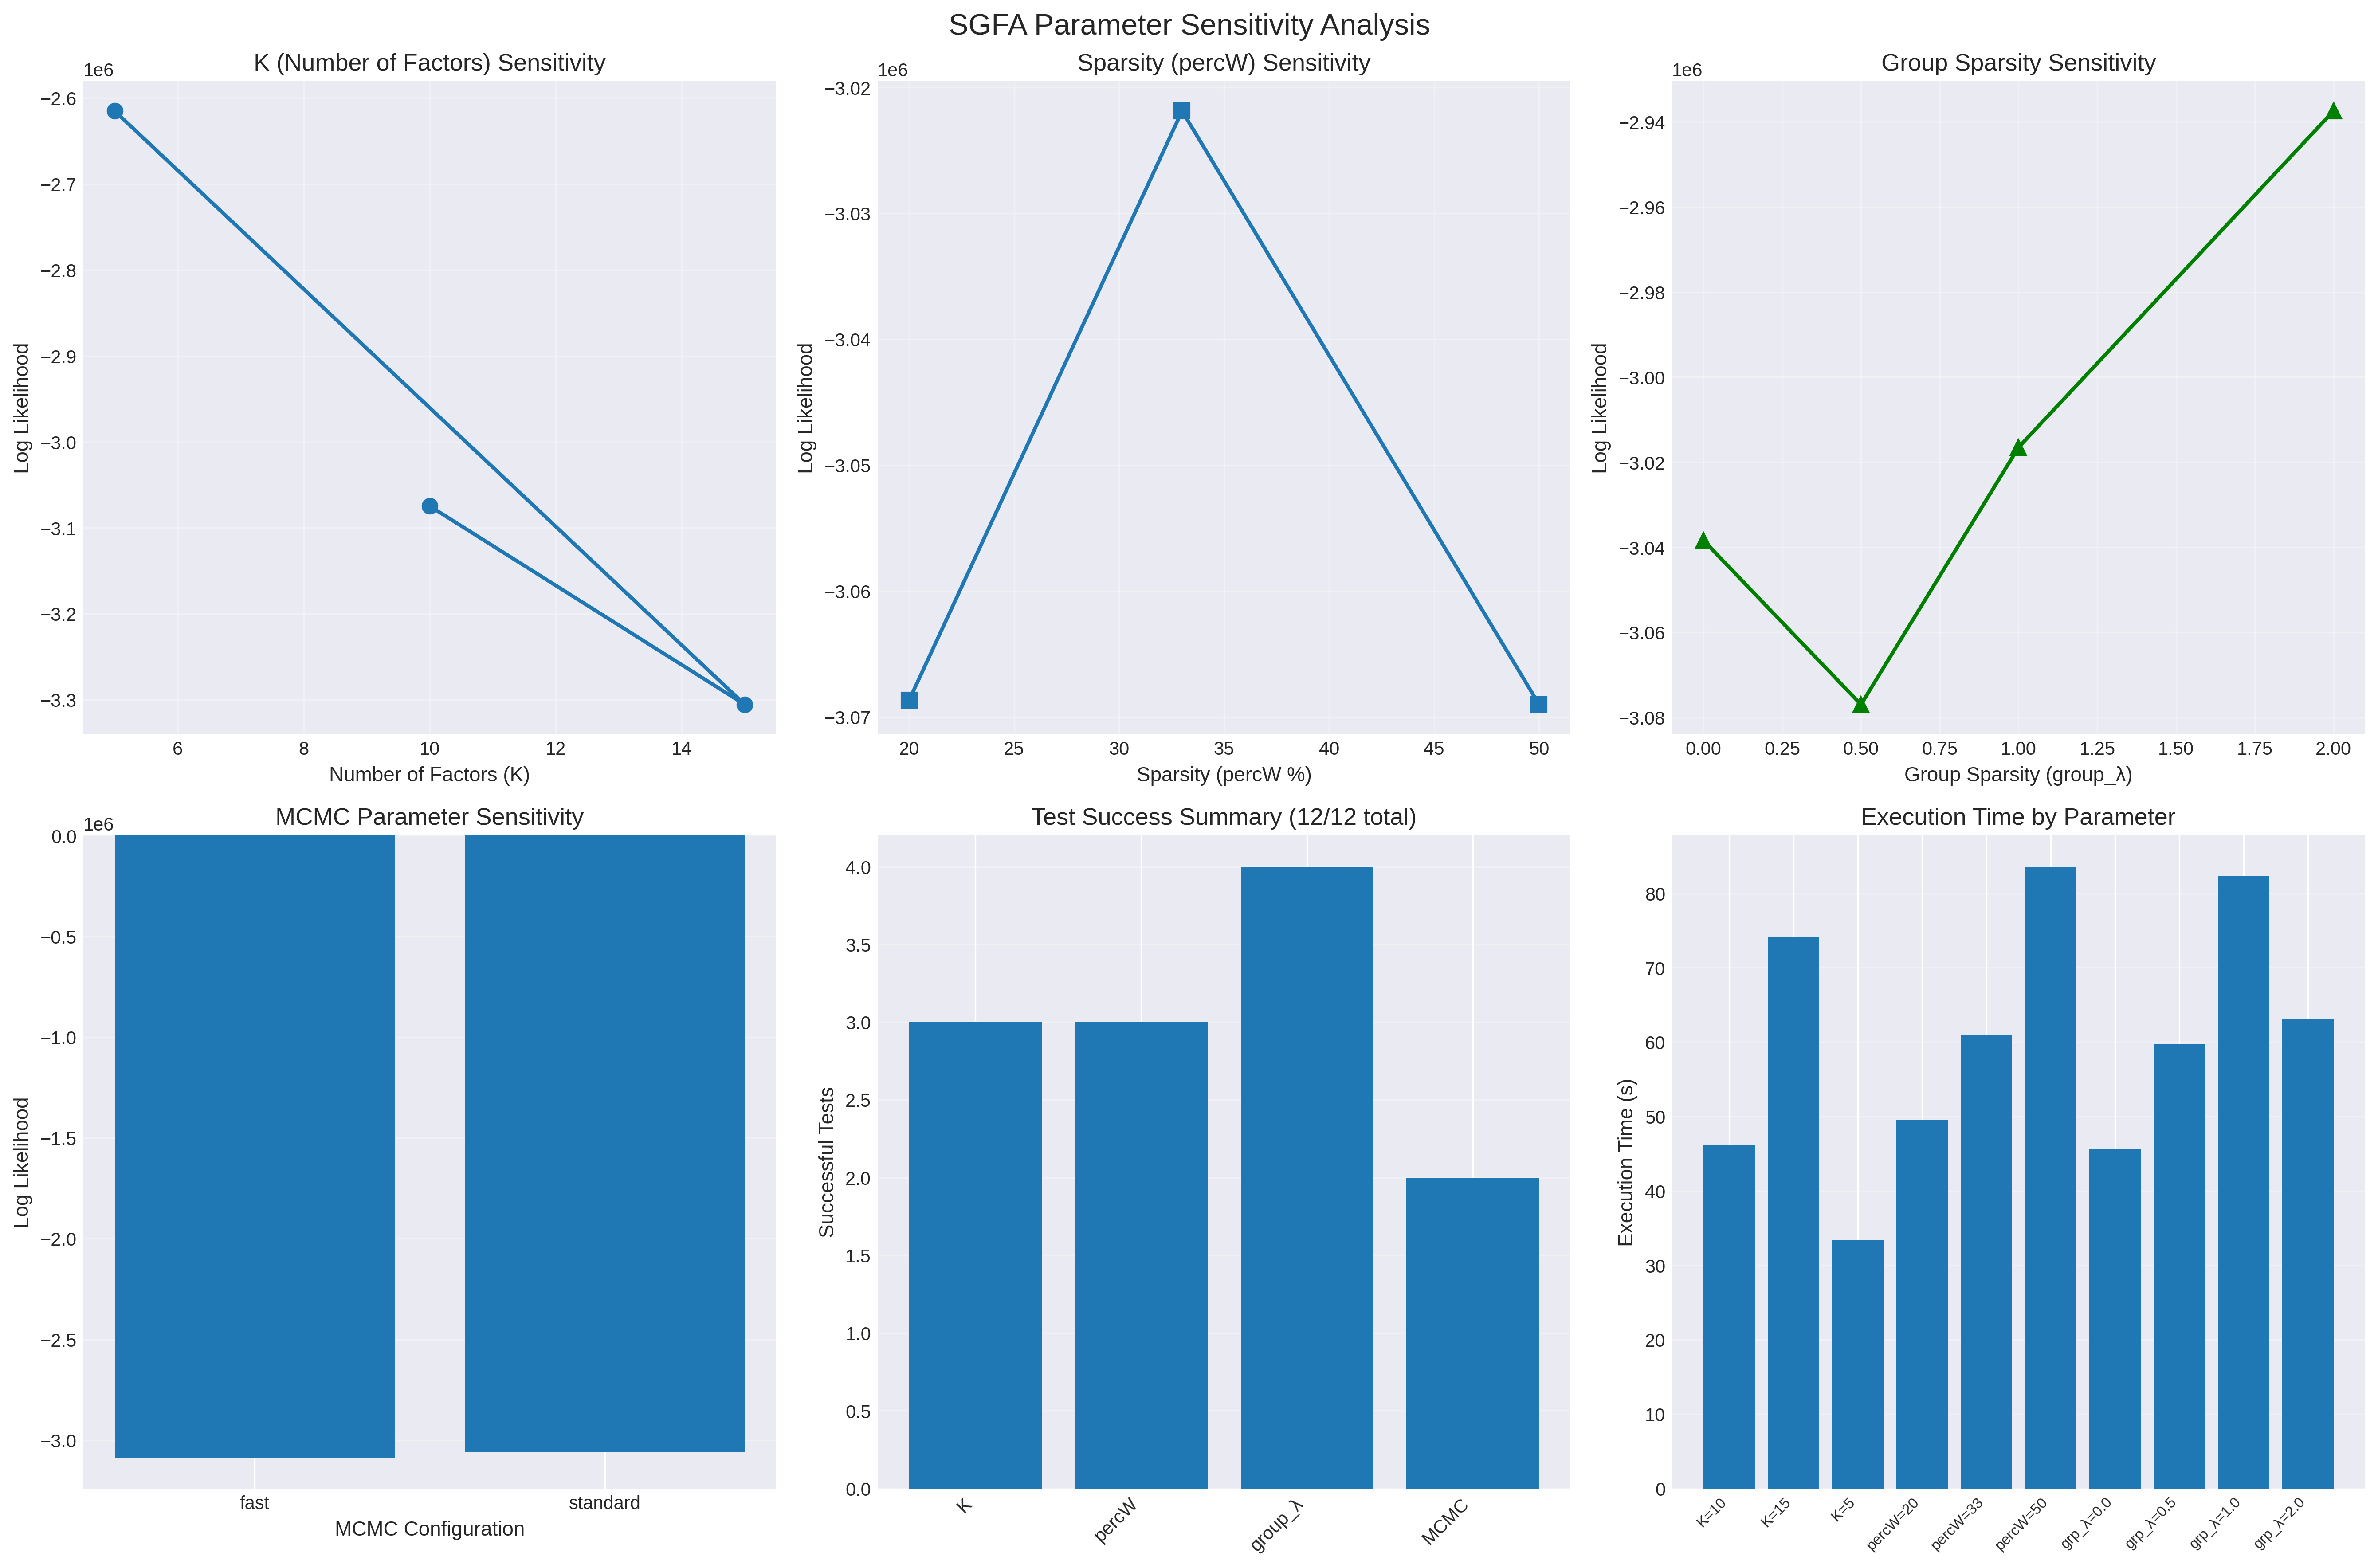 SGFA Parameter Sensitivity Analysis
K (Number of Factors) Sensitivity
1e6
−2.6
−2.7
−2.8
−2.9
−3.0
−3.1
−3.2
−3.3
Log Likelihood
6 8 10 12 14
Number of Factors (K)
Sparsity (percW) Sensitivity
1e6
−3.02
−3.03
−3.04
−3.05
−3.06
−3.07
Log Likelihood
20 25 30 35 40 45 50
Sparsity (percW %)
Group Sparsity Sensitivity
1e6
−2.94
−2.96
−2.98
−3.00
−3.02
−3.04
−3.06
−3.08
Log Likelihood
0.00 0.25 0.50 0.75 1.00 1.25 1.50 1.75 2.00
Group Sparsity (group_λ)
MCMC Parameter Sensitivity
1e6
0.0
−0.5
−1.0
−1.5
−2.0
−2.5
−3.0
Log Likelihood
fast standard
MCMC Configuration
Test Success Summary (12/12 total)
4.0
3.5
3.0
2.5
2.0
1.5
1.0
0.5
0.0
Successful Tests
K percW group_λ MCMC
Execution Time by Parameter
80
70
60
50
40
30
20
10
0
Execution Time (s)
K=10 K=15 K=5 percW=20 percW=33 percW=50 grp_λ=0.0 grp_λ=0.5 grp_λ=1.0 grp_λ=2.0